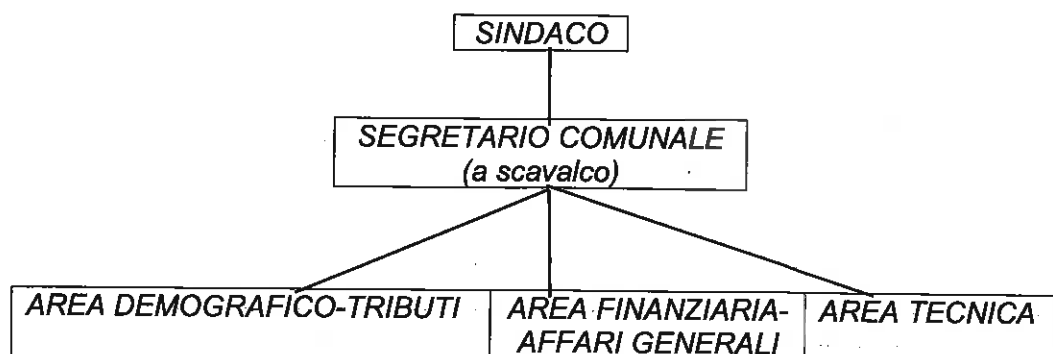 SINDACO
SEGRETARIO COMUNALE
(a scavalco)
AREA DEMOGRAFICO-TRIBUTI
AREA FINANZIARIA-
AFFARI GENERALI
AREA TECNICA